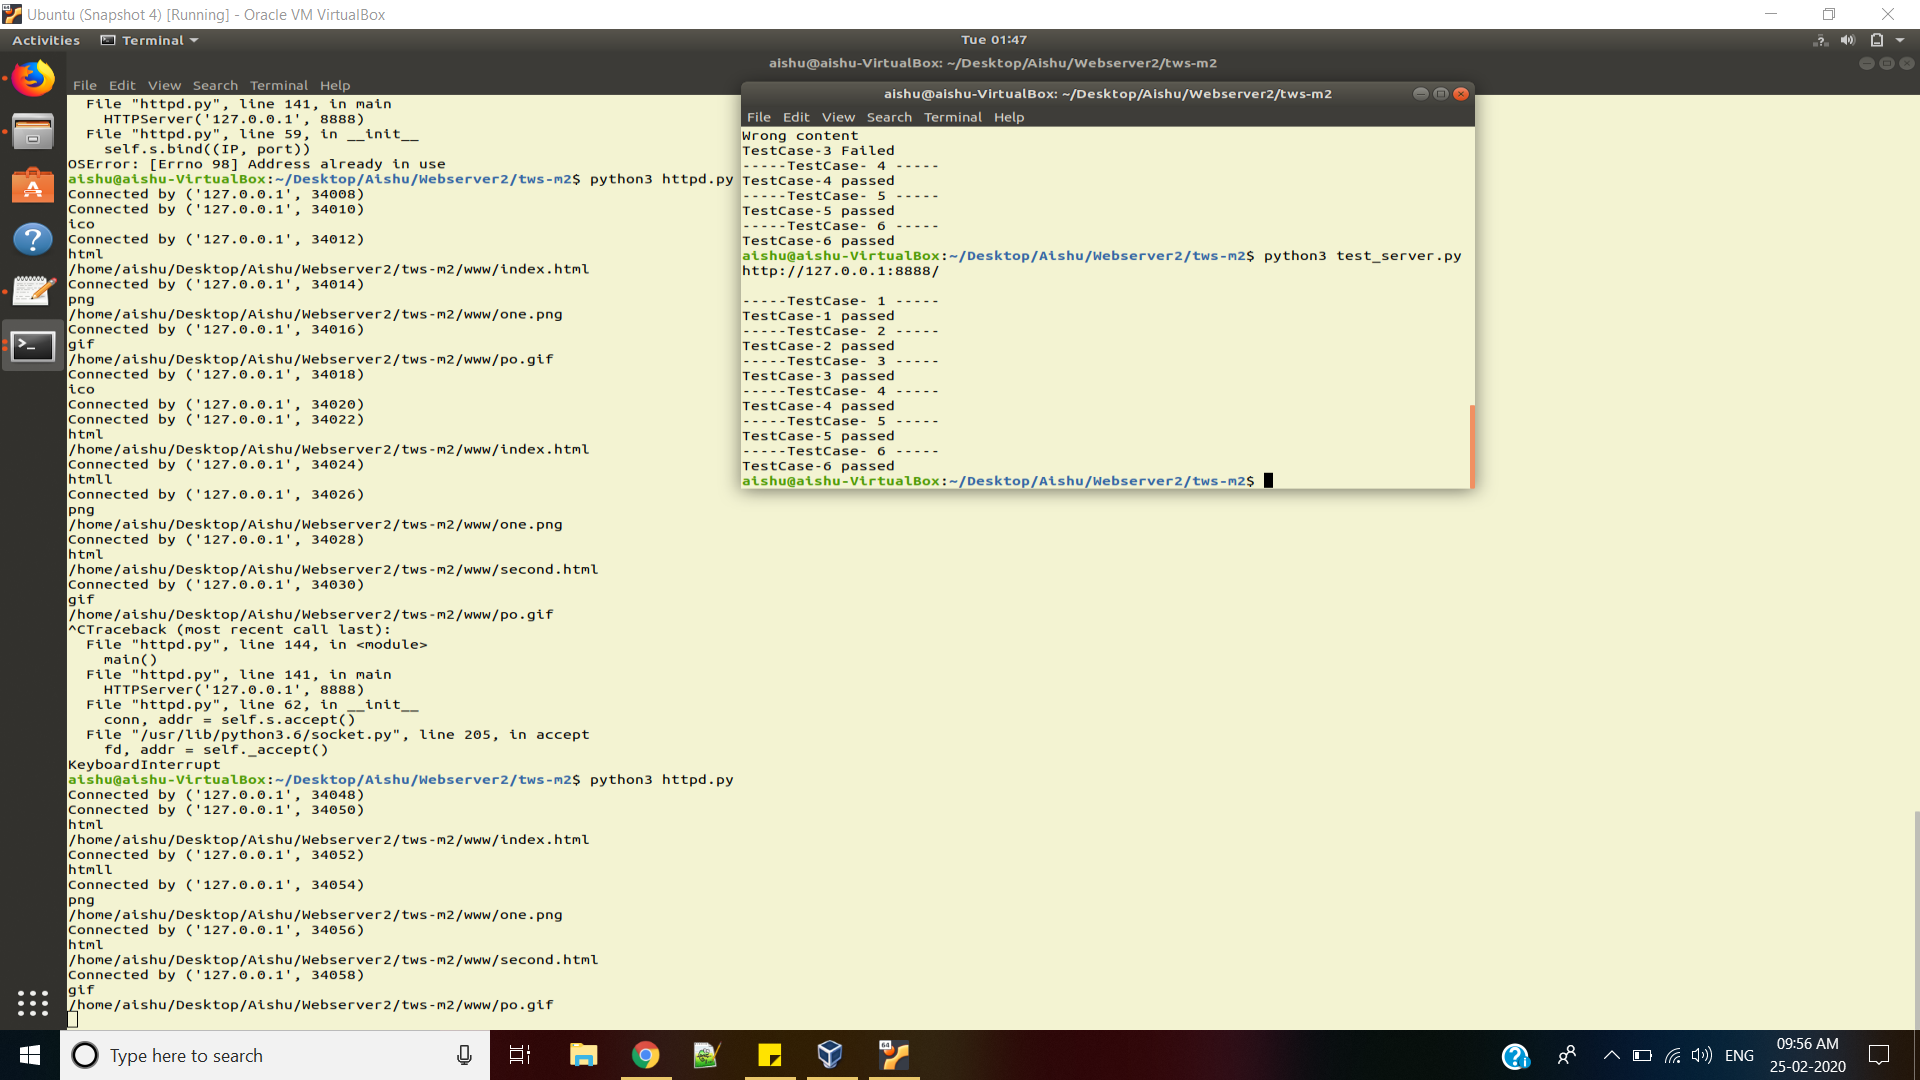 Ubuntu (Snapshot 4) [Running] - Oracle VM VirtualBox
Activities
Terminal
Tue 01:47
aishu@aishu-VirtualBox: ~/Desktop/Aishu/Webserver2/tws-m2
File Edit View Search Terminal Help
File "httpd.py", line 141, in main
HTTPServer('127.0.0.1', 8888)
File "httpd.py", line 59, in __init__
self.s.bind((IP, port))
OSError: [Errno 98] Address already in use
aishu@aishu-VirtualBox:~/Desktop/Aishu/Webserver2/tws-m2$ python3 httpd.py
Connected by ('127.0.0.1', 34008)
Connected by ('127.0.0.1', 34010)
ico
Connected by ('127.0.0.1', 34012)
html
/home/aishu/Desktop/Aishu/Webserver2/tws-m2/www/index.html
Connected by ('127.0.0.1', 34014)
png
/home/aishu/Desktop/Aishu/Webserver2/tws-m2/www/one.png
Connected by ('127.0.0.1', 34016)
gif
/home/aishu/Desktop/Aishu/Webserver2/tws-m2/www/po.gif
Connected by ('127.0.0.1', 34018)
ico
Connected by ('127.0.0.1', 34020)
Connected by ('127.0.0.1', 34022)
html
/home/aishu/Desktop/Aishu/Webserver2/tws-m2/www/index.html
Connected by ('127.0.0.1', 34024)
htmll
Connected by ('127.0.0.1', 34026)
png
/home/aishu/Desktop/Aishu/Webserver2/tws-m2/www/one.png
Connected by ('127.0.0.1', 34028)
html
/home/aishu/Desktop/Aishu/Webserver2/tws-m2/www/second.html
Connected by ('127.0.0.1', 34030)
gif
/home/aishu/Desktop/Aishu/Webserver2/tws-m2/www/po.gif
^CTraceback (most recent call last):
File "httpd.py", line 144, in <module>
main()
File "httpd.py", line 141, in main
HTTPServer('127.0.0.1', 8888)
File "httpd.py", line 62, in __init__
conn, addr = self.s.accept()
File "/usr/lib/python3.6/socket.py", line 205, in accept
fd, addr = self._accept()
KeyboardInterrupt
aishu@aishu-VirtualBox:~/Desktop/Aishu/Webserver2/tws-m2$ python3 httpd.py
Connected by ('127.0.0.1', 34048)
Connected by ('127.0.0.1', 34050)
html
/home/aishu/Desktop/Aishu/Webserver2/tws-m2/www/index.html
Connected by ('127.0.0.1', 34052)
htmll
Connected by ('127.0.0.1', 34054)
png
/home/aishu/Desktop/Aishu/Webserver2/tws-m2/www/one.png
Connected by ('127.0.0.1', 34056)
html
/home/aishu/Desktop/Aishu/Webserver2/tws-m2/www/second.html
Connected by ('127.0.0.1', 34058)
gif
/home/aishu/Desktop/Aishu/Webserver2/tws-m2/www/po.gif
aishu@aishu-VirtualBox: ~/Desktop/Aishu/Webserver2/tws-m2
File Edit View Search Terminal Help
Wrong content
TestCase-3 Failed
-----TestCase- 4 -----
TestCase-4 passed
-----TestCase- 5 -----
TestCase-5 passed
-----TestCase- 6 -----
TestCase-6 passed
aishu@aishu-VirtualBox:~/Desktop/Aishu/Webserver2/tws-m2$ python3 test_server.py
http://127.0.0.1:8888/
-----TestCase- 1 -----
TestCase-1 passed
-----TestCase- 2 -----
TestCase-2 passed
-----TestCase- 3 -----
TestCase-3 passed
-----TestCase- 4 -----
TestCase-4 passed
-----TestCase- 5 -----
TestCase-5 passed
-----TestCase- 6 -----
TestCase-6 passed
aishu@aishu-VirtualBox:~/Desktop/Aishu/Webserver2/tws-m2$
Type here to search
64
ENG
09:56 AM
25-02-2020